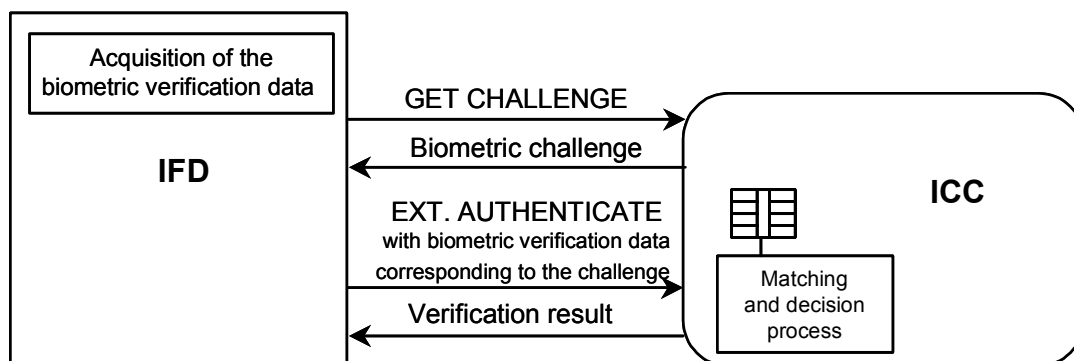 Acquisition of the
biometric verification data
IFD
GET CHALLENGE
Biometric challenge
EXT. AUTHENTICATE
with biometric verification data
corresponding to the challenge
Verification result
ICC
Matching
and decision
process